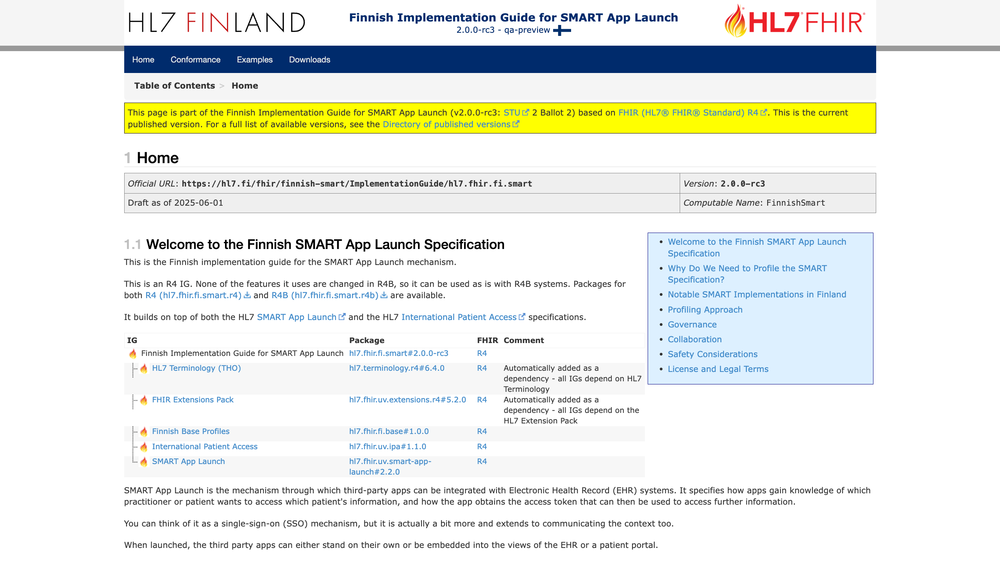 HL7 FINLAND
Finnish Implementation Guide for SMART App Launch
2.0.0-rc3 - qa-preview
HL7® FHIR®
Home Conformance Examples Downloads
Table of Contents > Home
This page is part of the Finnish Implementation Guide for SMART App Launch (v2.0.0-rc3: STU 2 Ballot 2) based on FHIR (HL7® FHIR® Standard) R4. This is the current
published version. For a full list of available versions, see the Directory of published versions
1 Home
Official URL: https://hl7.fi/fhir/finnish-smart/ImplementationGuide/hl7.fhir.fi.smart Version: 2.0.0-rc3
Draft as of 2025-06-01 Computable Name: FinnishSmart
1.1 Welcome to the Finnish SMART App Launch Specification
This is the Finnish implementation guide for the SMART App Launch mechanism.
This is an R4 IG. None of the features it uses are changed in R4B, so it can be used as is with R4B systems. Packages for
both R4 (hl7.fhir.fi.smart.r4) and R4B (hl7.fhir.fi.smart.r4b) are available.
It builds on top of both the HL7 SMART App Launch and the HL7 International Patient Access specifications.
• Welcome to the Finnish SMART App Launch
Specification
• Why Do We Need to Profile the SMART
Specification?
• Notable SMART Implementations in Finland
• Profiling Approach
• Governance
• Collaboration
• Safety Considerations
• License and Legal Terms
IG Package FHIR Comment
Finnish Implementation Guide for SMART App Launch hl7.fhir.fi.smart#2.0.0-rc3 R4
HL7 Terminology (THO) hl7.terminology.r4#6.4.0 R4 Automatically added as a
dependency - all IGs depend on HL7
Terminology
FHIR Extensions Pack hl7.fhir.uv.extensions.r4#5.2.0 R4 Automatically added as a
dependency - all IGs depend on the
HL7 Extension Pack
Finnish Base Profiles hl7.fhir.fi.base#1.0.0 R4
International Patient Access hl7.fhir.uv.ipa#1.1.0 R4
SMART App Launch hl7.fhir.uv.smart-app- R4
launch#2.2.0
SMART App Launch is the mechanism through which third-party apps can be integrated with Electronic Health Record (EHR) systems. It specifies how apps gain knowledge of which
practitioner or patient wants to access which patient's information, and how the app obtains the access token that can then be used to access further information.
You can think of it as a single-sign-on (SSO) mechanism, but it is actually a bit more and extends to communicating the context too.
When launched, the third party apps can either stand on their own or be embedded into the views of the EHR or a patient portal.